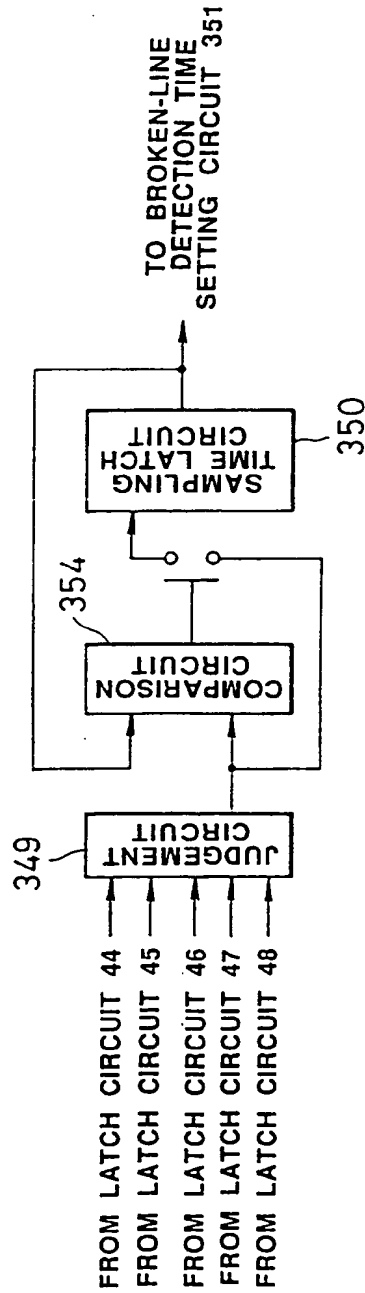 FROM LATCH CIRCUIT 44
FROM LATCH CIRCUIT 45
FROM LATCH CIRCUIT 46
FROM LATCH CIRCUIT 47
FROM LATCH CIRCUIT 48
349
JUDGEMENT
CIRCUIT
354
COMPARISON
CIRCUIT
SAMPLING
TIME LATCH
CIRCUIT
350
TO BROKEN-LINE
DETECTION TIME
SETTING CIRCUIT 351